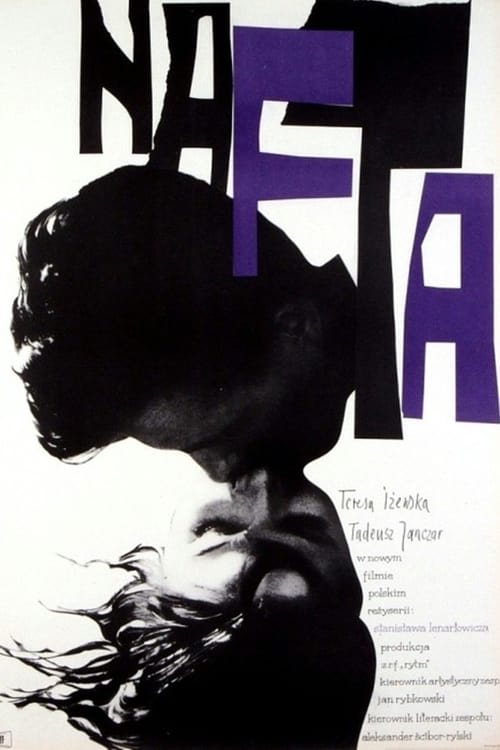 NAFTA
Teresa Iżewska
Tadeusz Janczar
w nowym
filmie
polskim
reżyserii:
stanisława lenartowicza
produkcja
z.r.f. „rytm”
kierownik artystyczny zesp.
jan rybkowski
kierownik literacki zespołu:
aleksander ścibor-rylski